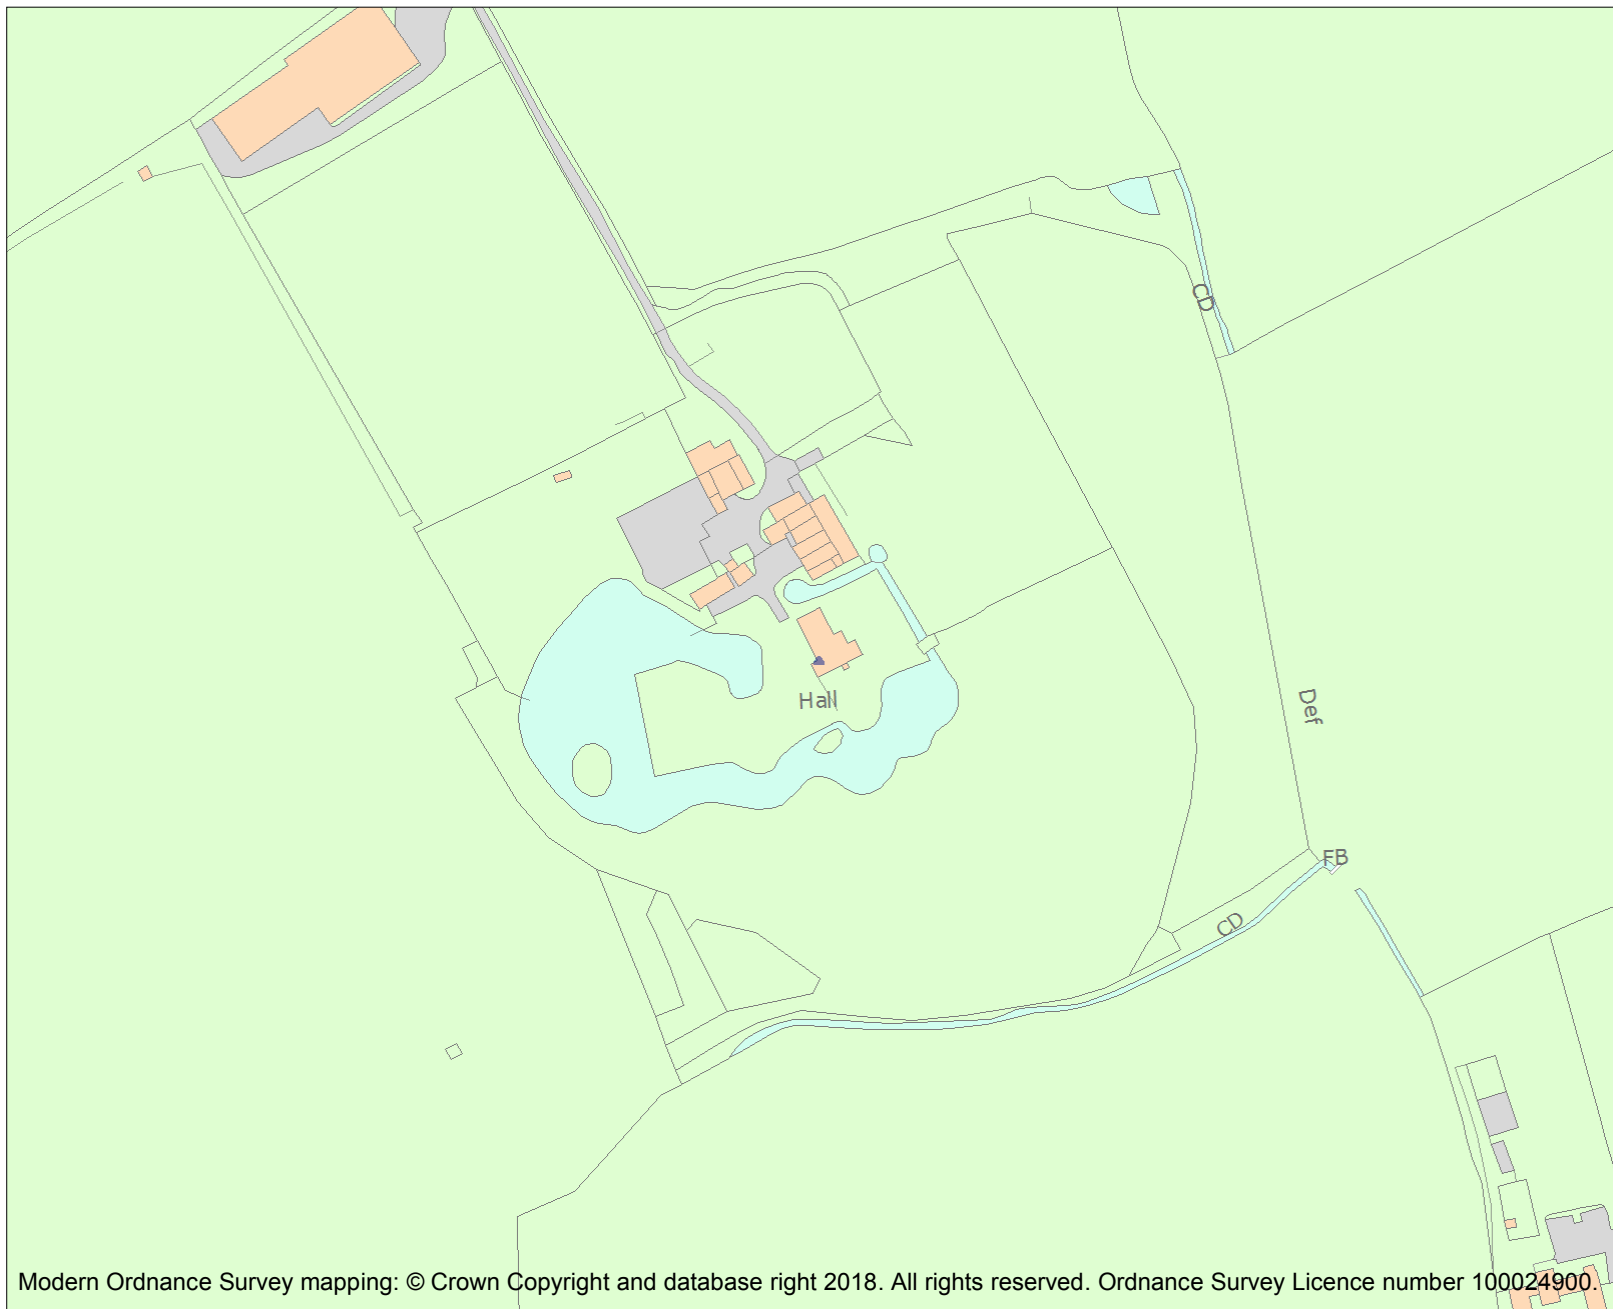 CD
Hall
Def
FB
CD
Modern Ordnance Survey mapping: © Crown Copyright and database right 2018. All rights reserved. Ordnance Survey Licence number 100024900.